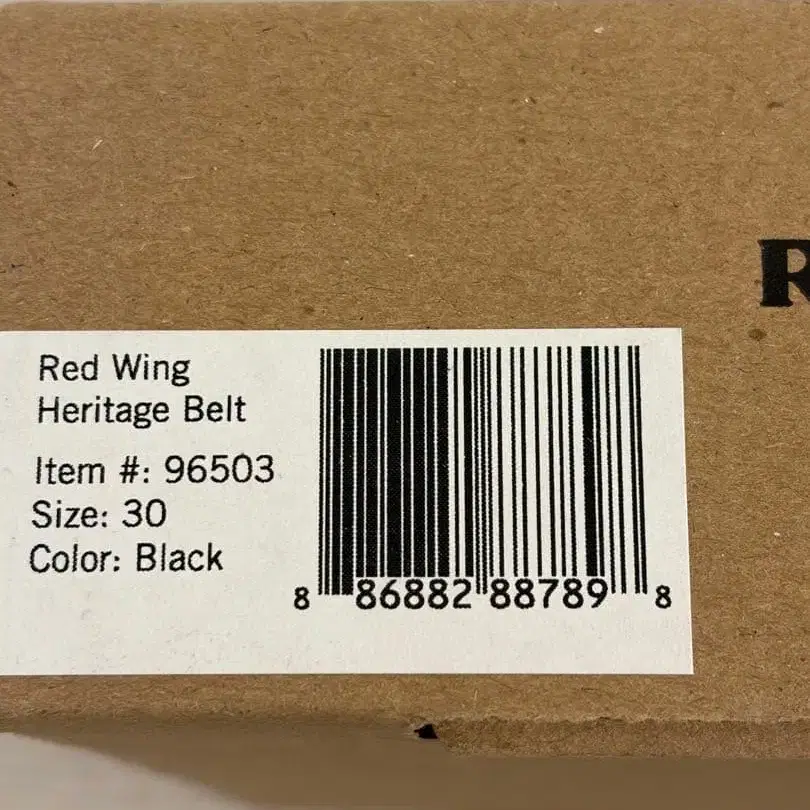 R
Red Wing
Heritage Belt
Item #: 96503
Size: 30
Color: Black
8 86882 88789 8